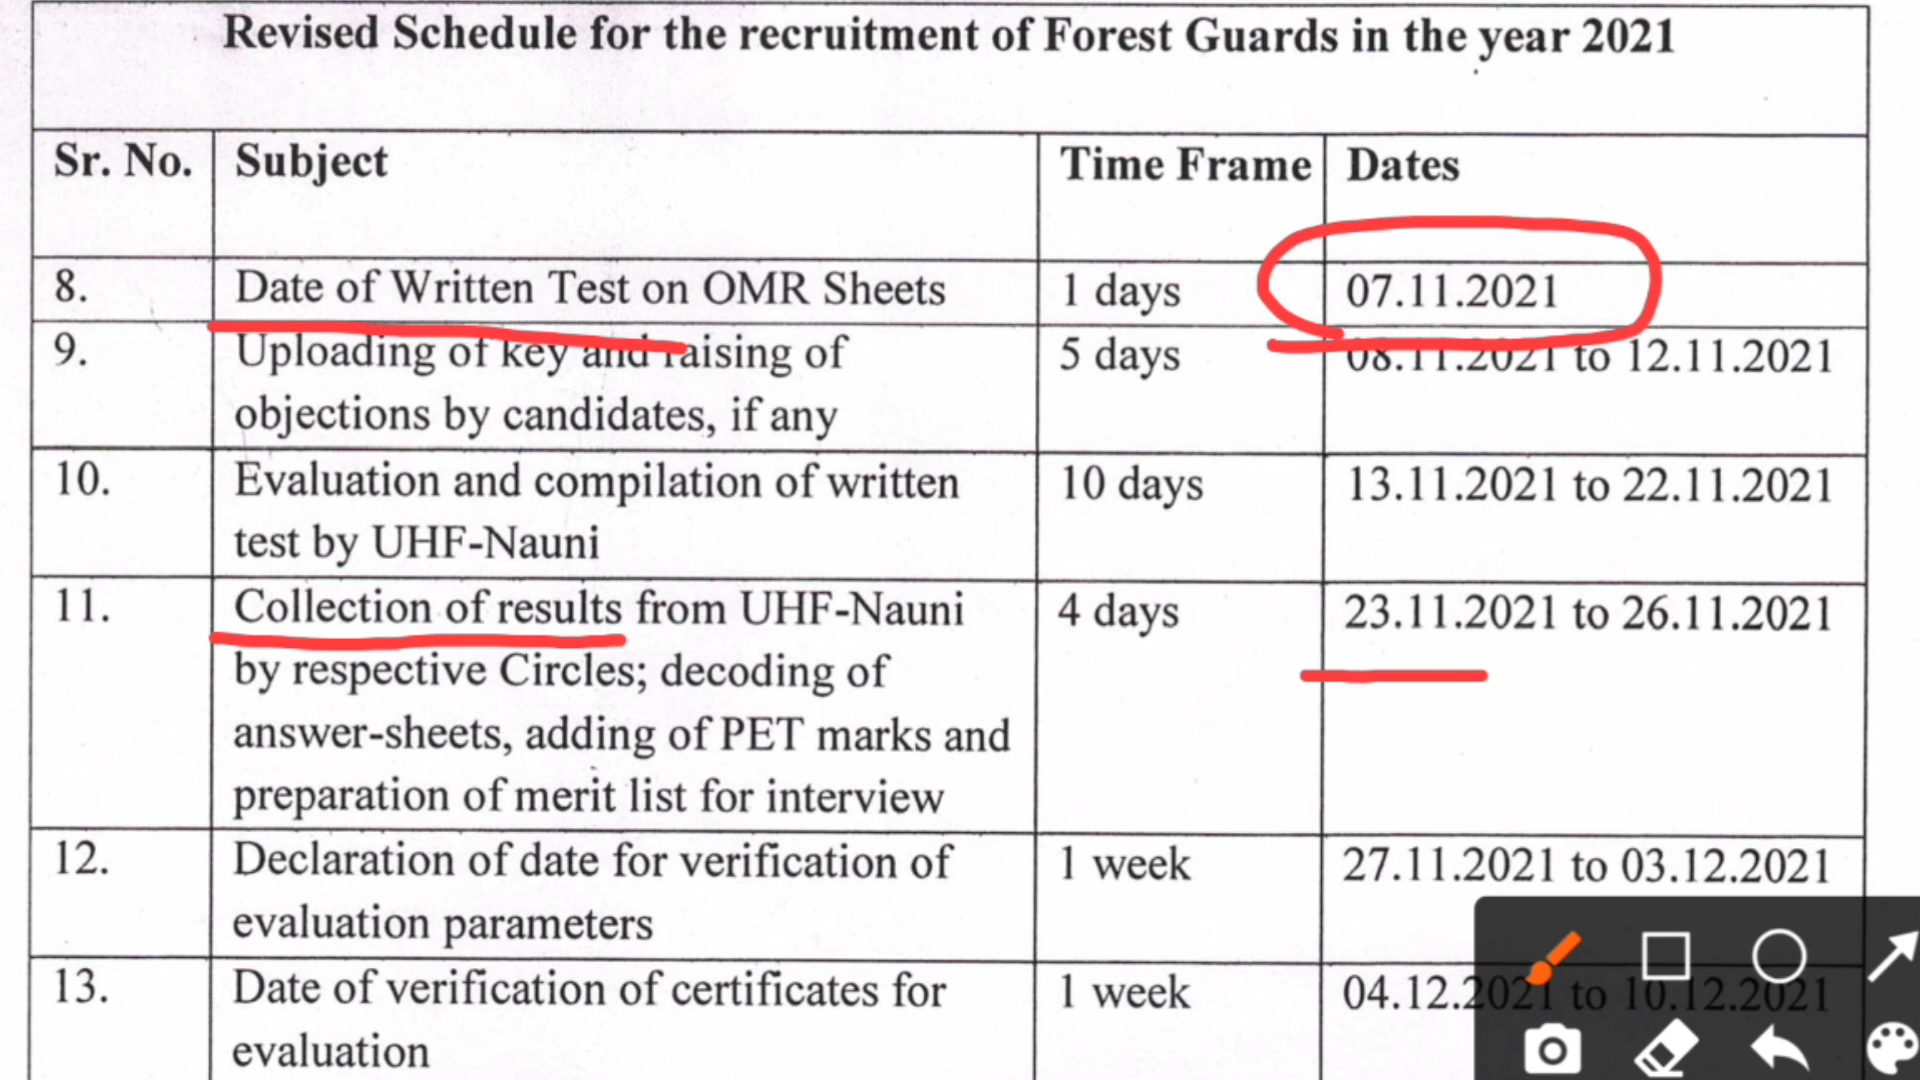 Revised Schedule for the recruitment of Forest Guards in the year 2021
Sr. No. Subject Time Frame Dates
8. Date of Written Test on OMR Sheets 1 days 07.11.2021
9. Uploading of key and raising of 5 days 08.11.2021 to 12.11.2021
objections by candidates, if any
10. Evaluation and compilation of written 10 days 13.11.2021 to 22.11.2021
test by UHF-Nauni
11. Collection of results from UHF-Nauni 4 days 23.11.2021 to 26.11.2021
by respective Circles; decoding of
answer-sheets, adding of PET marks and
preparation of merit list for interview
12. Declaration of date for verification of 1 week 27.11.2021 to 03.12.2021
evaluation parameters
13. Date of verification of certificates for 1 week 04.12.2021 to 10.12.2021
evaluation